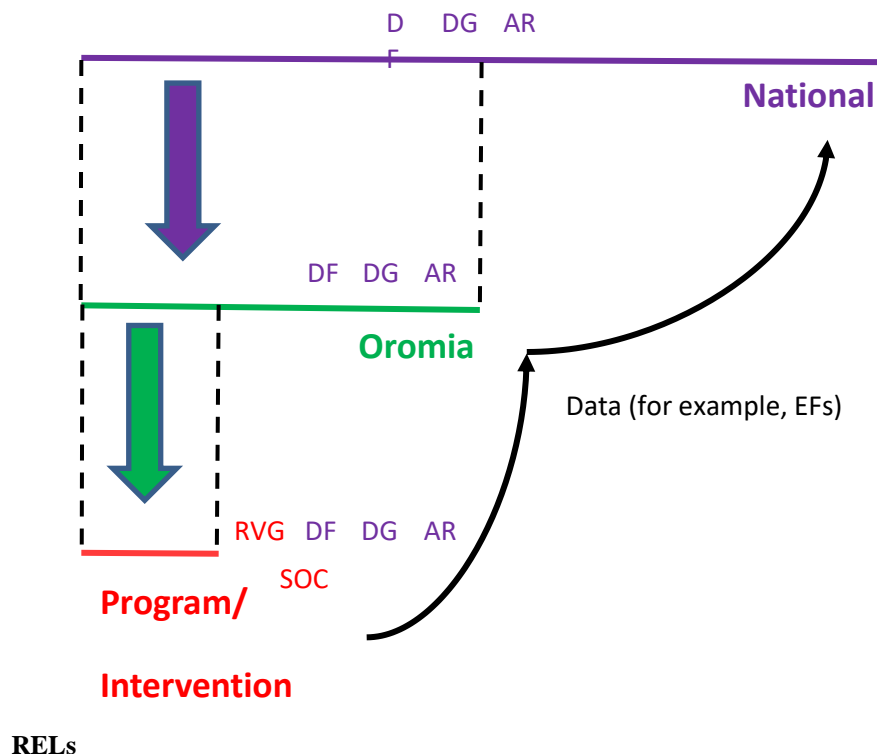 D DG AR
F
National
DF DG AR
Oromia
Data (for example, EFs)
RVG DF DG AR
SOC
Program/
Intervention
RELs